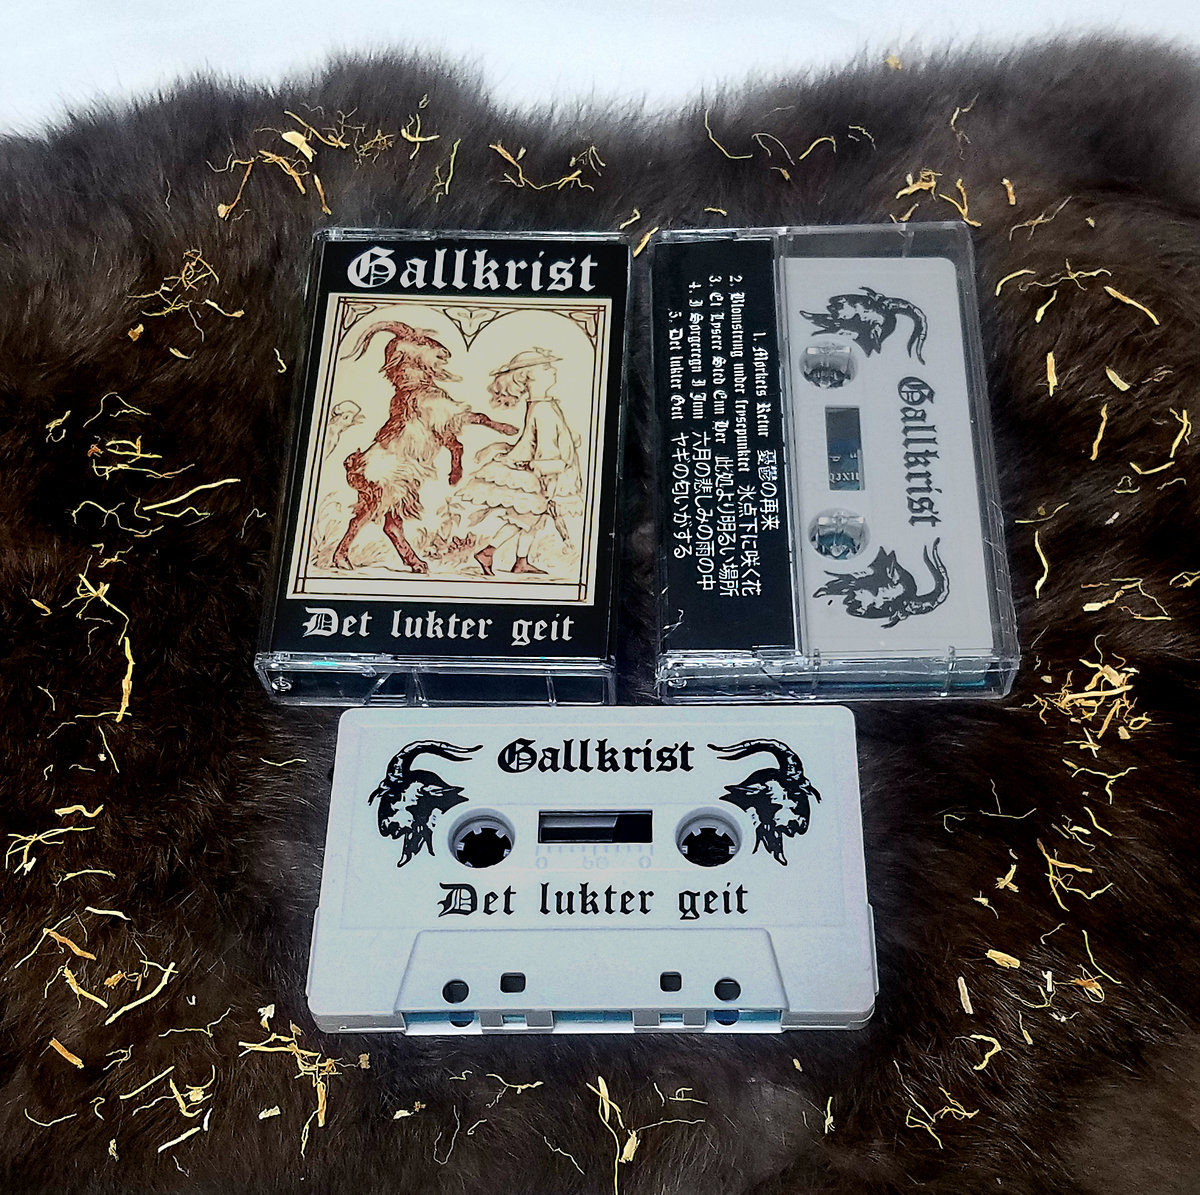 Gallkrist
Det lukter geit
1. Mørkets Retur 憂鬱の再来
2. Blomstring under frysepunktet 氷点下に咲く花
3. Et Lysere Sted Enn Her 此処より明るい場所
4. I Sørgeregn I Juni 六月の悲しみの雨の中
5. Det lukter Geit ヤギの匂いがする
Gallkrist
Gallkrist
Det lukter geit